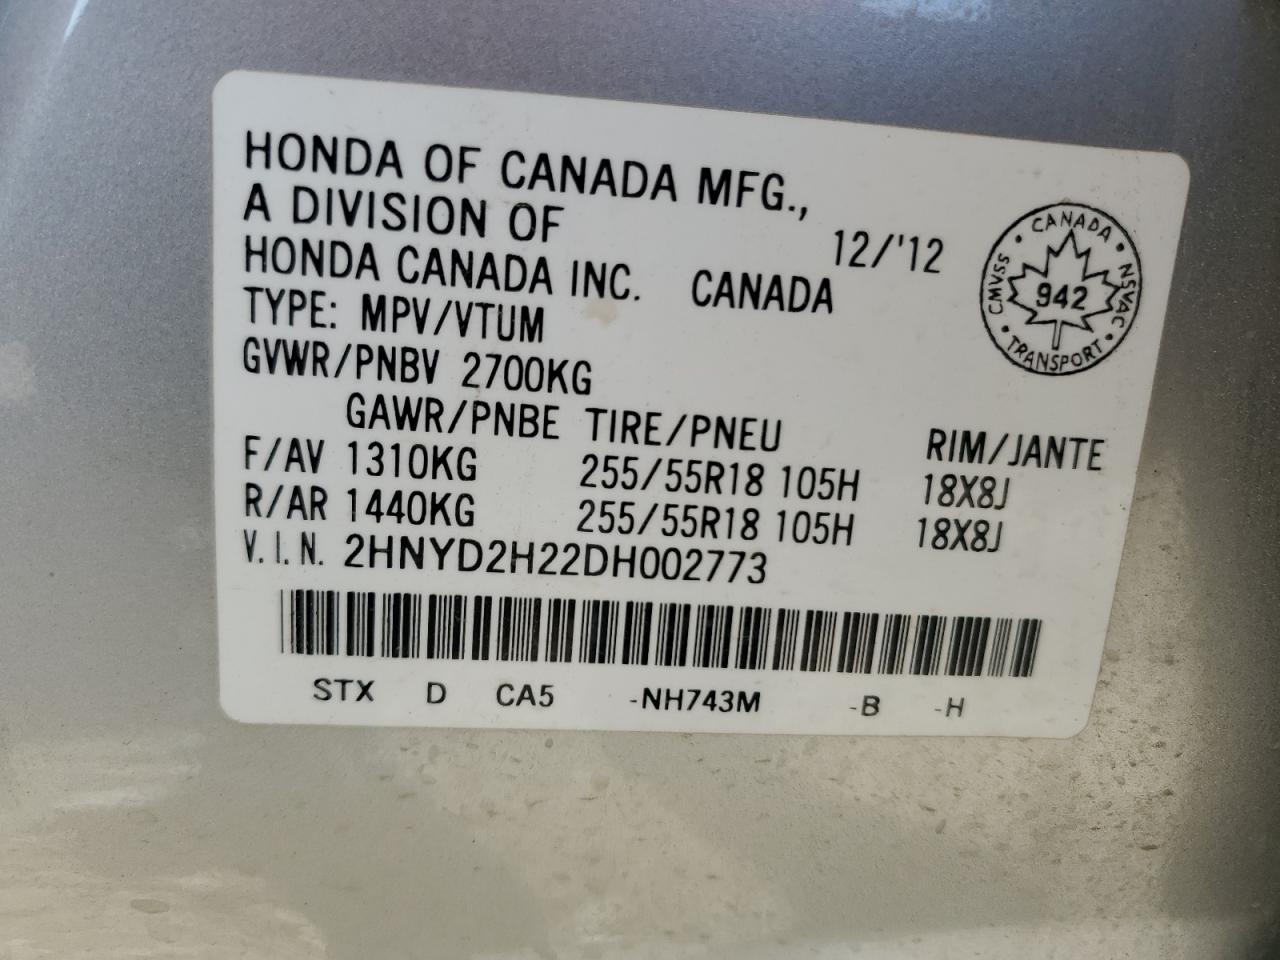 HONDA OF CANADA MFG.,
A DIVISION OF
HONDA CANADA INC. CANADA 12/'12
TYPE: MPV/VTUM
GVWR/PNBV 2700KG
GAWR/PNBE TIRE/PNEU RIM/JANTE
F/AV 1310KG 255/55R18 105H 18X8J
R/AR 1440KG 255/55R18 105H 18X8J
V.I.N. 2HNYD2H22DH002773
STX D CA5 -NH743M -B -H
CANADA • NSVAC • TRANSPORT • CMVSS •
942